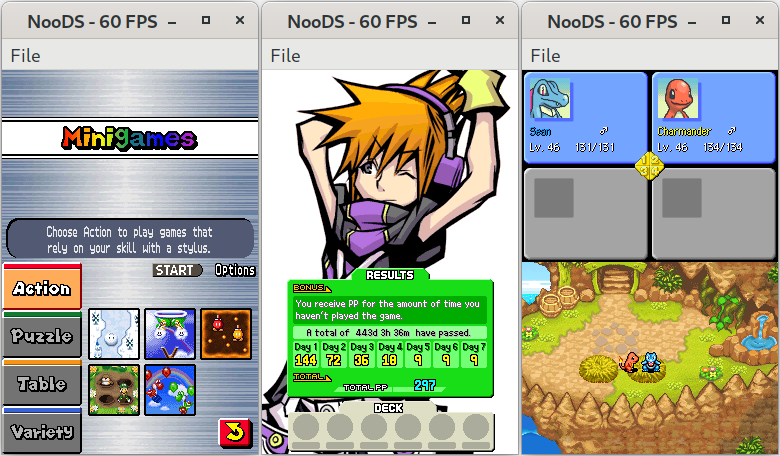 NooDS - 60 FPS
File
Minigames
Choose Action to play games that
rely on your skill with a stylus.
START
Options
Action
Puzzle
Table
Variety
NooDS - 60 FPS
File
RESULTS
BONUS
You receive PP for the amount of time you
haven't played the game.
A total of 443d 3h 36m have passed.
Day 1 Day 2 Day 3 Day 4 Day 5 Day 6 Day 7
144 72 36 18 9 9 9
TOTAL
TOTAL PP 297
DECK
NooDS - 60 FPS
File
Sean ♂
Lv. 46 131/131
Charmander ♂
Lv. 46 134/134
1 2
3 4